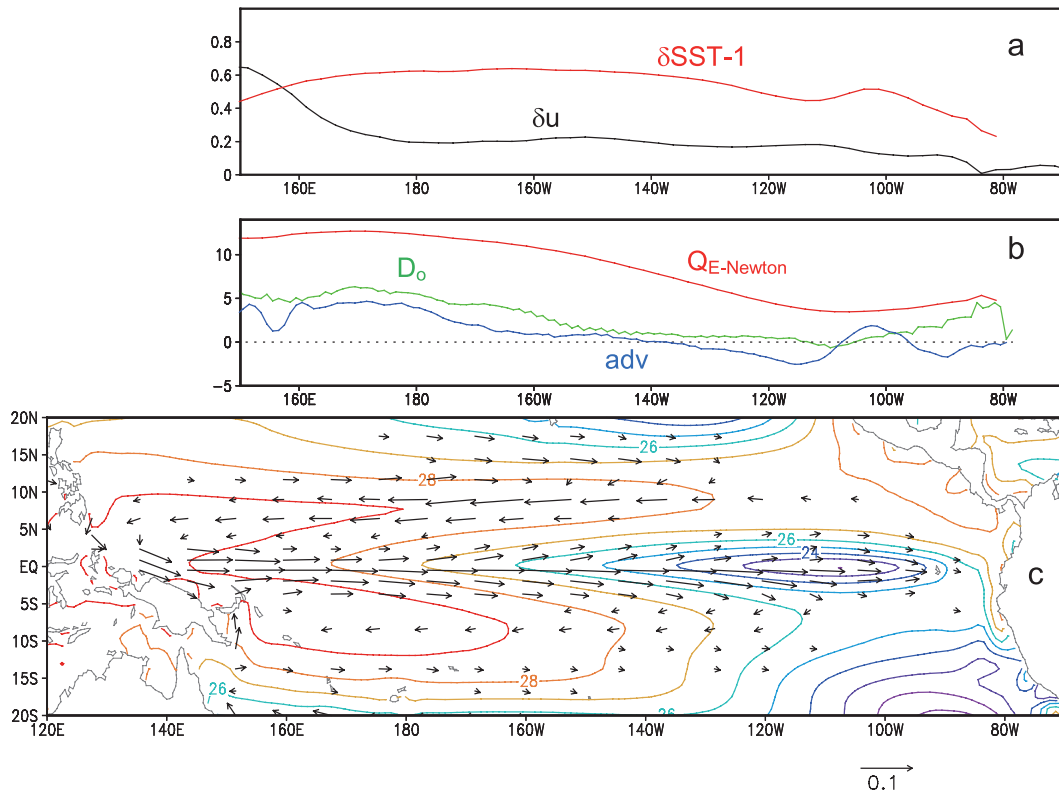 a
0.8
0.6
0.4
0.2
0
δSST-1
δu
160E 180 160W 140W 120W 100W 80W
b
10
5
0
−5
Do
QE-Newton
adv
160E 180 160W 140W 120W 100W 80W
c
20N
15N
10N
5N
EQ
5S
10S
15S
20S
26
28
26
24
28
26
26
120E 140E 160E 180 160W 140W 120W 100W 80W
0.1